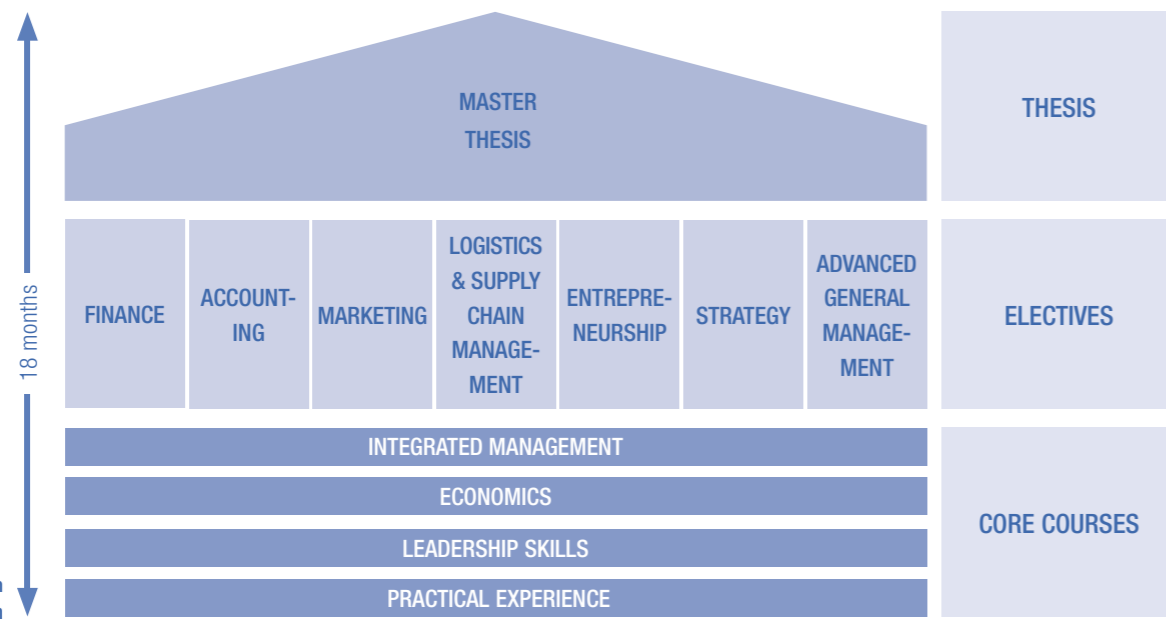 MASTER
THESIS
THESIS
18 months
FINANCE
ACCOUNT-
ING
MARKETING
LOGISTICS
& SUPPLY
CHAIN
MANAGE-
MENT
ENTREPRE-
NEURSHIP
STRATEGY
ADVANCED
GENERAL
MANAGE-
MENT
ELECTIVES
INTEGRATED MANAGEMENT
ECONOMICS
LEADERSHIP SKILLS
PRACTICAL EXPERIENCE
CORE COURSES